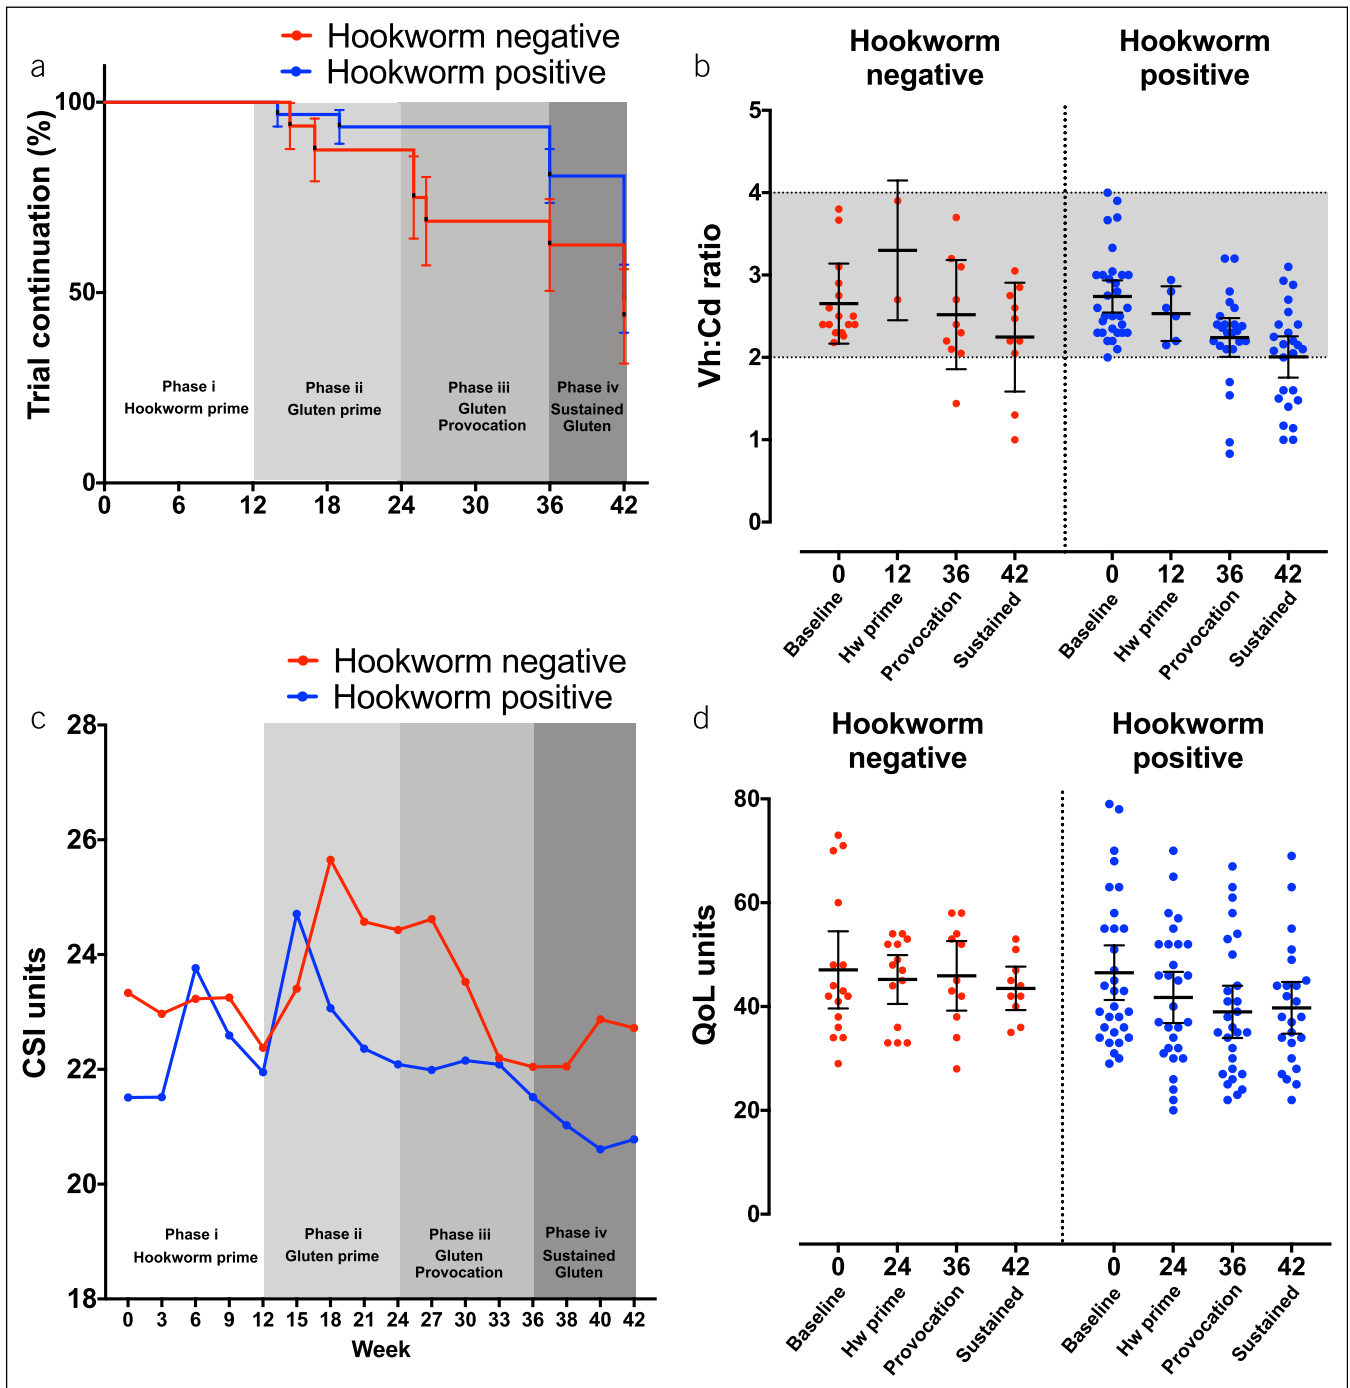 a
Hookworm negative
Hookworm positive
Trial continuation (%)
100
50
0
Phase i
Hookworm prime
Phase ii
Gluten prime
Phase iii
Gluten
Provocation
Phase iv
Sustained
Gluten
0 6 12 18 24 30 36 42
b
Hookworm
negative
Hookworm
positive
Vh:Cd ratio
5
4
3
2
1
0
0 12 36 42 0 12 36 42
Baseline Hw prime Provocation Sustained Baseline Hw prime Provocation Sustained
c
Hookworm negative
Hookworm positive
CSI units
28
26
24
22
20
18
Phase i
Hookworm prime
Phase ii
Gluten prime
Phase iii
Gluten
Provocation
Phase iv
Sustained
Gluten
0 3 6 9 12 15 18 21 24 27 30 33 36 38 40 42
Week
d
Hookworm
negative
Hookworm
positive
QoL units
80
60
40
20
0
0 24 36 42 0 24 36 42
Baseline Hw prime Provocation Sustained Baseline Hw prime Provocation Sustained